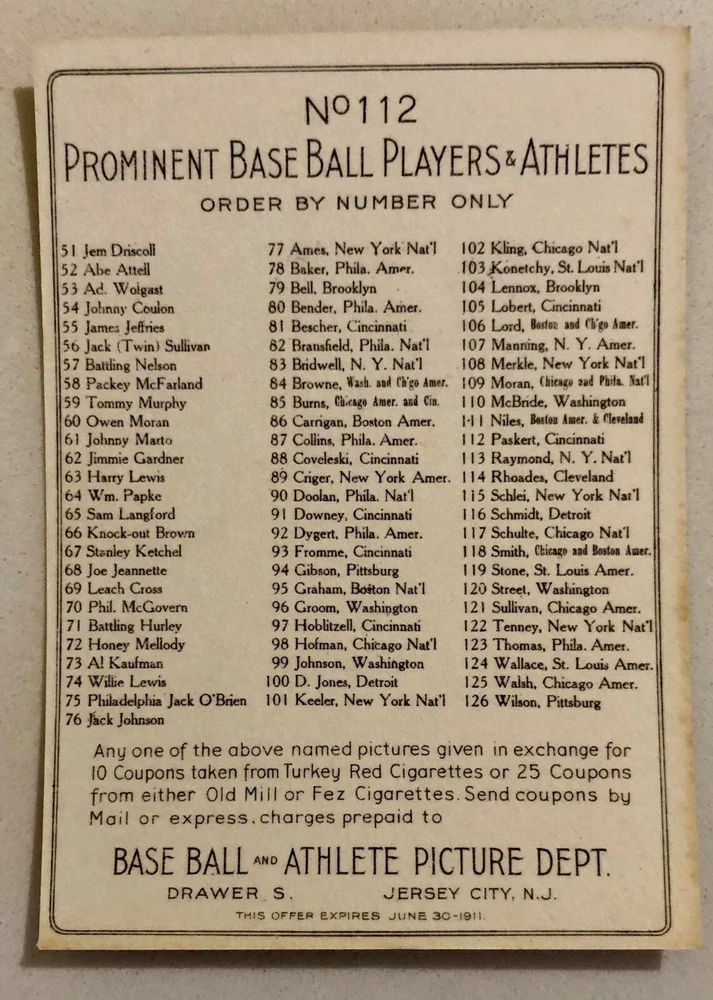 No 112
PROMINENT BASE BALL PLAYERS & ATHLETES
ORDER BY NUMBER ONLY
51 Jem Driscoll
52 Abe Attell
53 Ad. Wolgast
54 Johnny Coulon
55 James Jeffries
56 Jack (Twin) Sullivan
57 Battling Nelson
58 Packey McFarland
59 Tommy Murphy
60 Owen Moran
61 Johnny Marto
62 Jimmie Gardner
63 Harry Lewis
64 Wm. Papke
65 Sam Langford
66 Knock-out Brown
67 Stanley Ketchel
68 Joe Jeannette
69 Leach Cross
70 Phil. McGovern
71 Battling Hurley
72 Honey Mellody
73 Al Kaufman
74 Willie Lewis
75 Philadelphia Jack O'Brien
76 Jack Johnson
77 Ames, New York Nat'l
78 Baker, Phila. Amer.
79 Bell, Brooklyn
80 Bender, Phila. Amer.
81 Bescher, Cincinnati
82 Bransfield, Phila. Nat'l
83 Bridwell, N. Y. Nat'l
84 Browne, Wash. and Ch'go Amer.
85 Burns, Chicago Amer. and Cin.
86 Carrigan, Boston Amer.
87 Collins, Phila. Amer.
88 Coveleski, Cincinnati
89 Criger, New York Amer.
90 Doolan, Phila. Nat'l
91 Downey, Cincinnati
92 Dygert, Phila. Amer.
93 Fromme, Cincinnati
94 Gibson, Pittsburg
95 Graham, Boston Nat'l
96 Groom, Washington
97 Hoblitzell, Cincinnati
98 Hofman, Chicago Nat'l
99 Johnson, Washington
100 D. Jones, Detroit
101 Keeler, New York Nat'l
102 Kling, Chicago Nat'l
103 Konetchy, St. Louis Nat'l
104 Lennox, Brooklyn
105 Lobert, Cincinnati
106 Lord, Boston and Ch'go Amer.
107 Manning, N. Y. Amer.
108 Merkle, New York Nat'l
109 Moran, Chicago and Phila. Nat'l
110 McBride, Washington
111 Niles, Boston Amer. & Cleveland
112 Paskert, Cincinnati
113 Raymond, N. Y. Nat'l
114 Rhoades, Cleveland
115 Schlei, New York Nat'l
116 Schmidt, Detroit
117 Schulte, Chicago Nat'l
118 Smith, Chicago and Boston Amer.
119 Stone, St. Louis Amer.
120 Street, Washington
121 Sullivan, Chicago Amer.
122 Tenney, New York Nat'l
123 Thomas, Phila. Amer.
124 Wallace, St. Louis Amer.
125 Walsh, Chicago Amer.
126 Wilson, Pittsburg
Any one of the above named pictures given in exchange for
10 Coupons taken from Turkey Red Cigarettes or 25 Coupons
from either Old Mill or Fez Cigarettes. Send coupons by
Mail or express, charges prepaid to
BASE BALL AND ATHLETE PICTURE DEPT.
DRAWER S. JERSEY CITY, N.J.
THIS OFFER EXPIRES JUNE 30-1911.